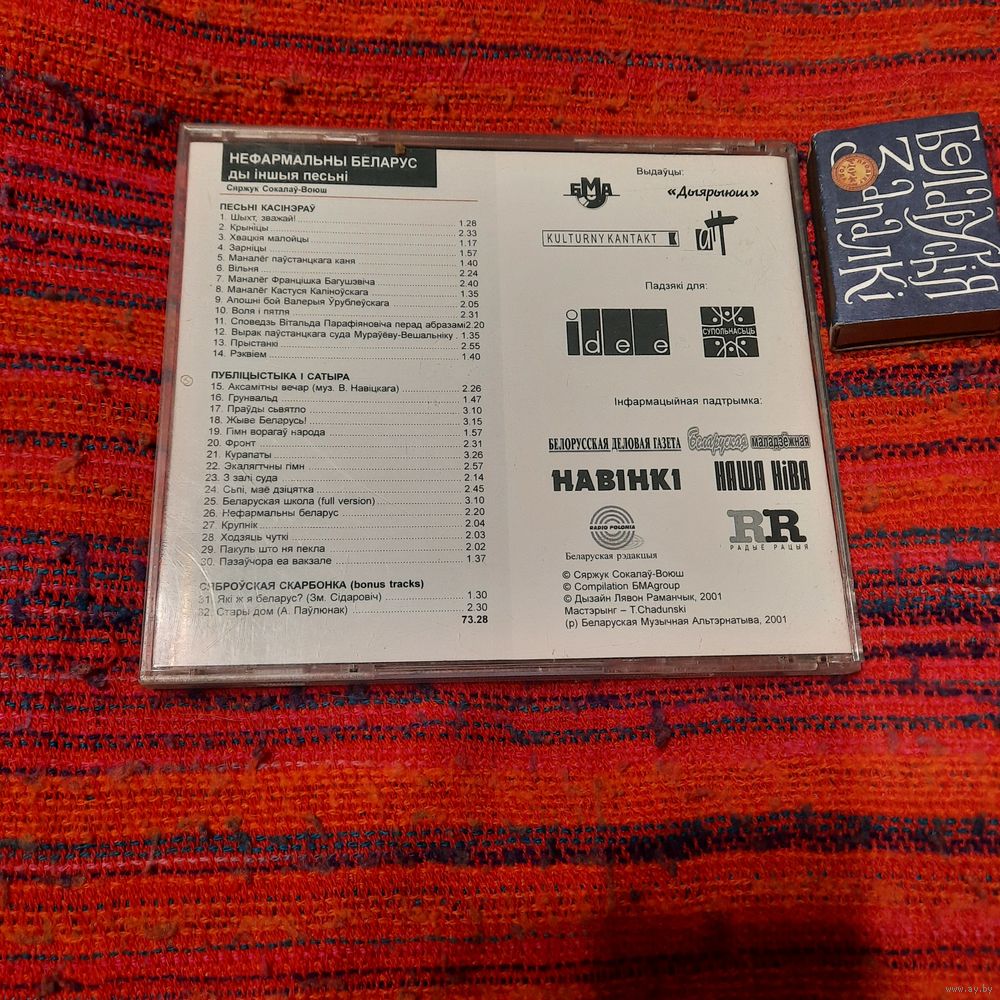 НЕФАРМАЛЬНЫ БЕЛАРУС
ды іншыя песьні
Сяржук Сокалаў-Воюш
ПЕСЬНІ КАСІНЭРАЎ
1. Шыхт, зважай! 1.28
2. Крыніцы 2.33
3. Хвацкія малойцы 1.17
4. Зарніцы 1.57
5. Маналёг паўстанцкага каня 1.40
6. Вільня 2.24
7. Маналёг Францішка Багушэвіча 2.40
8. Маналёг Кастуся Каліноўскага 1.35
9. Апошні бой Валерыя Ўрублеўскага 2.05
10. Воля і пятля 2.31
11. Споведзь Вітальда Парафіяновіча перад абразамі 2.20
12. Вырак паўстанцкага суда Мураўёву-Вешальніку 1.35
13. Прыстанкі 2.55
14. Рэквіем 1.40
ПУБЛІЦЫСТЫКА І САТЫРА
15. Аксамітны вечар (муз. В. Навіцкага) 2.26
16. Грунвальд 1.47
17. Праўды сьвятло 3.10
18. Жыве Беларусь! 3.15
19. Гімн ворагаў народа 1.57
20. Фронт 2.31
21. Курапаты 3.26
22. Экалягтчны гімн 2.57
23. З залі суда 2.14
24. Сьпі, маё дзіцятка 2.45
25. Беларуская школа (full version) 3.10
26. Нефармальны беларус 2.20
27. Крупнік 2.04
28. Ходзяць чуткі 2.03
29. Пакуль што ня пекла 2.02
30. Пазаўчора еа вакзале 1.37
СЯБРОЎСКАЯ СКАРБОНКА (bonus tracks)
31. Які ж я беларус? (Зм. Сідаровіч) 1.30
32. Стары дом (А. Паўлюнак) 2.30
73.28
Выдаўцы:
БМА
«Дыярыюш»
KULTURNY KANTAKT
aтт
Падзякі для:
idee
СУПОЛЬНАСЬЦЬ
Інфармацыйная падтрымка:
БЕЛОРУССКАЯ ДЕЛОВАЯ ГАЗЕТА
Беларуская маладзёжная
НАВІНКІ
НАША НІВА
RADIO POLONIA
Беларуская рэдакцыя
RR
РАДЫЁ РАЦЫЯ
© Сяржук Сокалаў-Воюш
© Compilation БМАgroup
© Дызайн Лявон Раманчык, 2001
Мастэрынг – T.Chadunski
(p) Беларуская Музычная Альтэрнатыва, 2001
Беларускія
Запалкі
www.ay.by